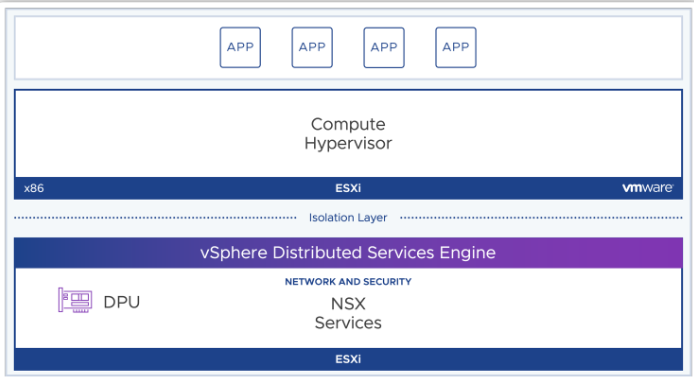 APP APP APP APP
Compute
Hypervisor
x86 ESXi vmware
Isolation Layer
vSphere Distributed Services Engine
NETWORK AND SECURITY
DPU
NSX
Services
ESXi